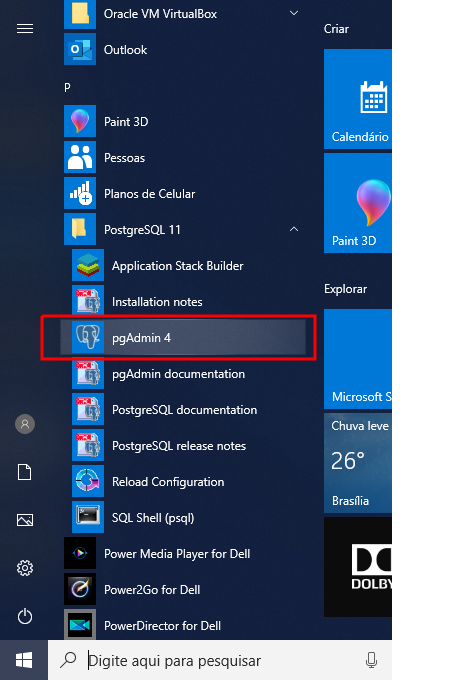 Oracle VM VirtualBox
Outlook
P
Paint 3D
Pessoas
Planos de Celular
PostgreSQL 11
Application Stack Builder
Installation notes
pgAdmin 4
pgAdmin documentation
PostgreSQL documentation
PostgreSQL release notes
Reload Configuration
SQL Shell (psql)
Power Media Player for Dell
Power2Go for Dell
PowerDirector for Dell
Criar
Calendário
Paint 3D
Explorar
Microsoft S
Chuva leve
26°
Brasília
DOLBY
Digite aqui para pesquisar